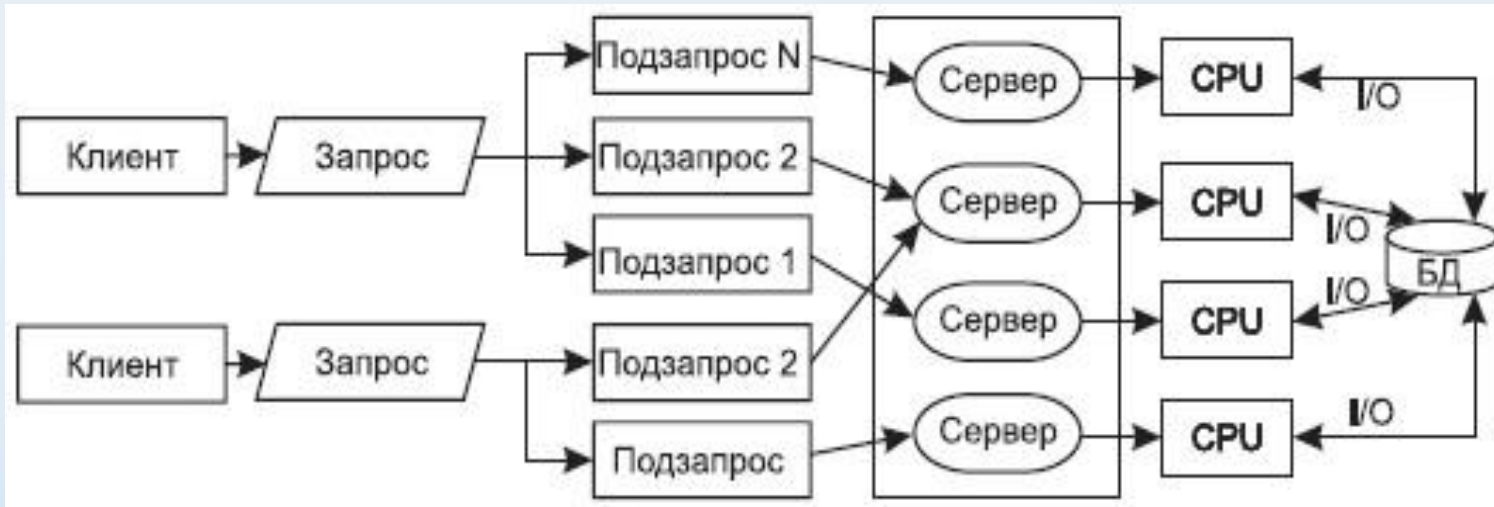 Подзапрос N
Сервер
CPU
I/O
Клиент
Запрос
Подзапрос 2
Сервер
CPU
I/O
Подзапрос 1
БД
I/O
Сервер
CPU
Клиент
Запрос
Подзапрос 2
I/O
Подзапрос
Сервер
CPU